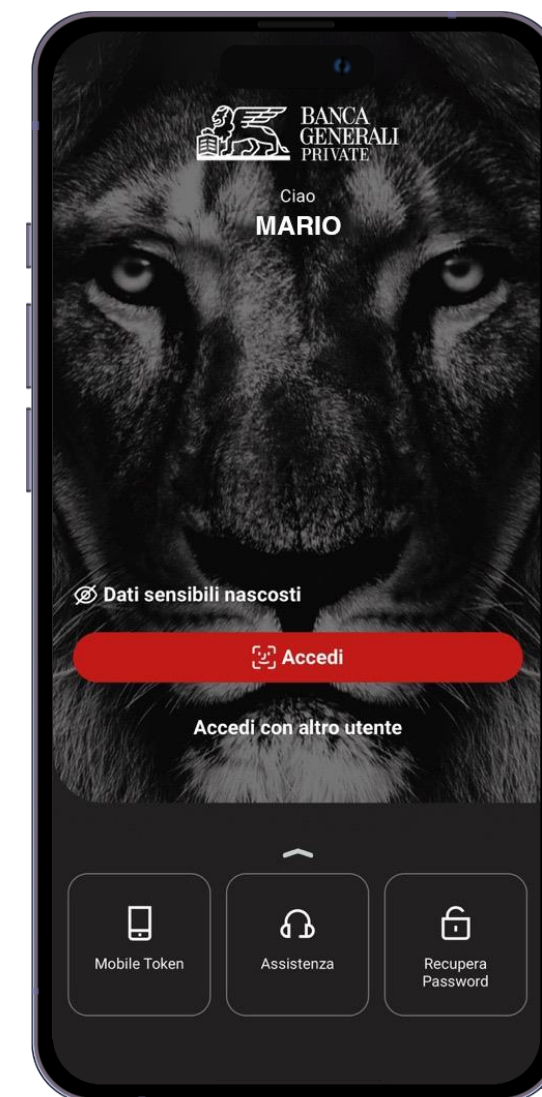 BANCA
GENERALI
PRIVATE
Ciao
MARIO
Dati sensibili nascosti
Accedi
Accedi con altro utente
Mobile Token
Assistenza
Recupera
Password